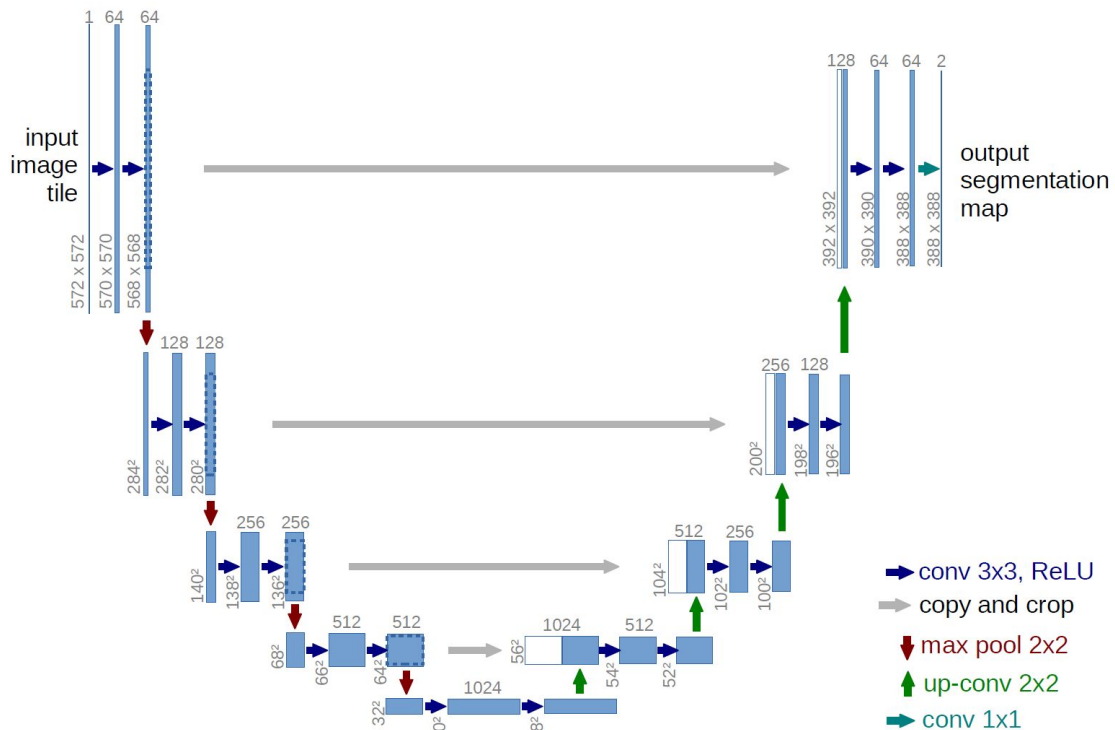 1 64 64
128 64 64 2
input
image
tile
output
segmentation
map
572 x 572
570 x 570
568 x 568
392 x 392
390 x 390
388 x 388
388 x 388
128 128
256 128
284²
282²
280²
200²
198²
196²
256 256
512 256
140²
138²
136²
104²
102²
100²
512 512
1024 512
68²
66²
64²
56²
54²
52²
1024
32²
0²
8²
conv 3x3, ReLU
copy and crop
max pool 2x2
up-conv 2x2
conv 1x1